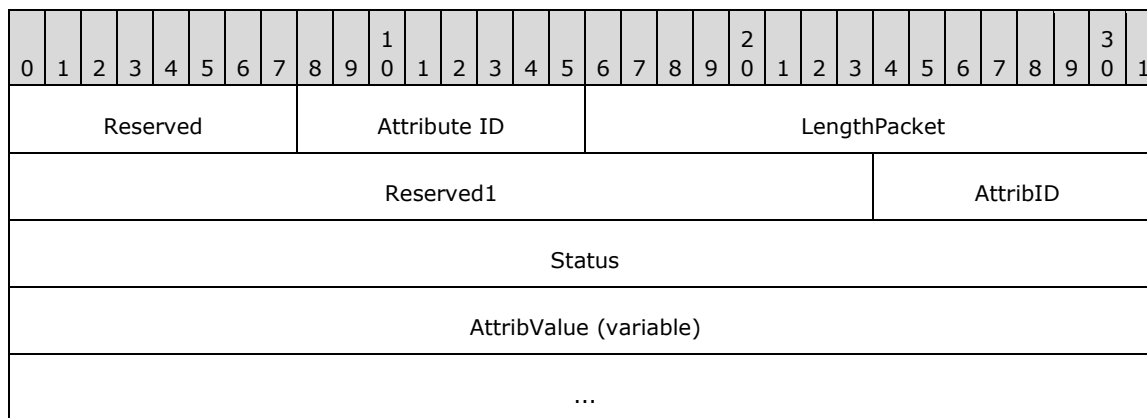 1 2 3
0 1 2 3 4 5 6 7 8 9 0 1 2 3 4 5 6 7 8 9 0 1 2 3 4 5 6 7 8 9 0 1
Reserved Attribute ID LengthPacket
Reserved1 AttribID
Status
AttribValue (variable)
...